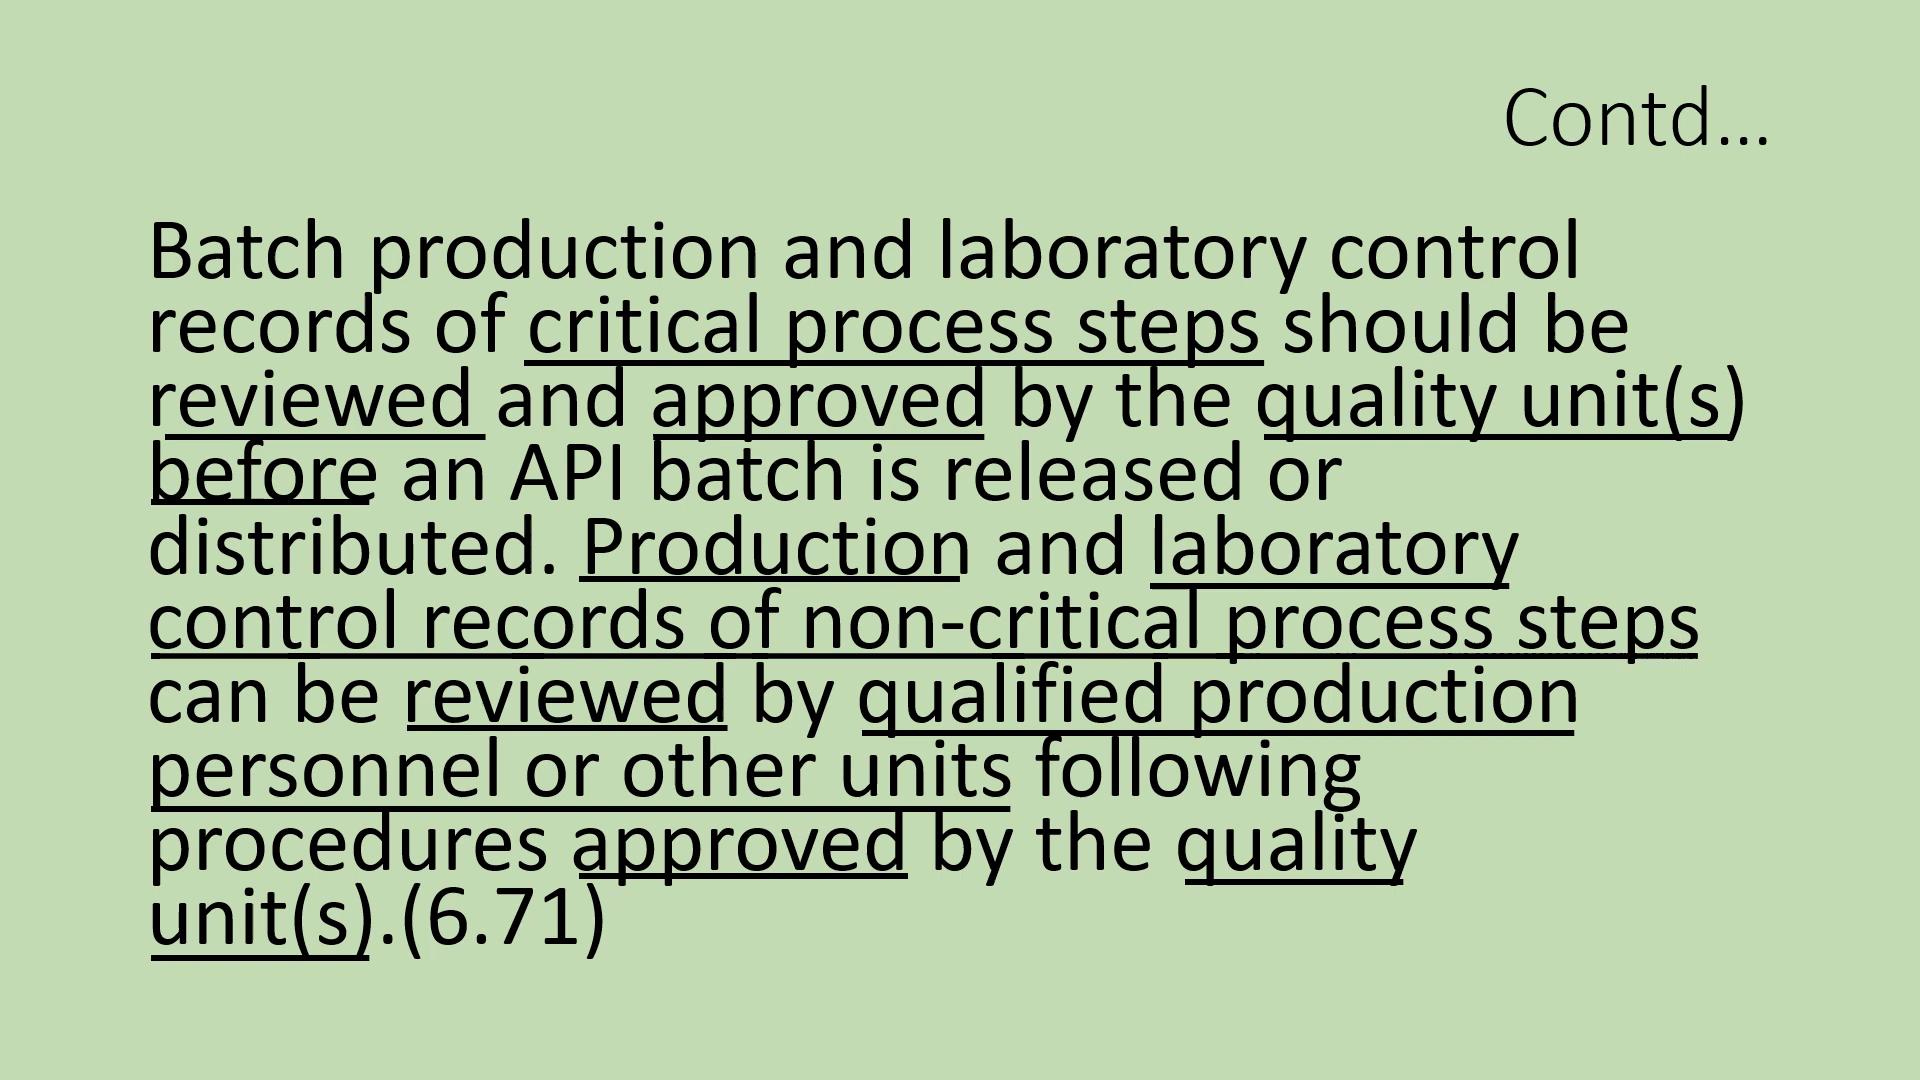 Contd…
Batch production and laboratory control
records of critical process steps should be
reviewed and approved by the quality unit(s)
before an API batch is released or
distributed. Production and laboratory
control records of non-critical process steps
can be reviewed by qualified production
personnel or other units following
procedures approved by the quality
unit(s).(6.71)